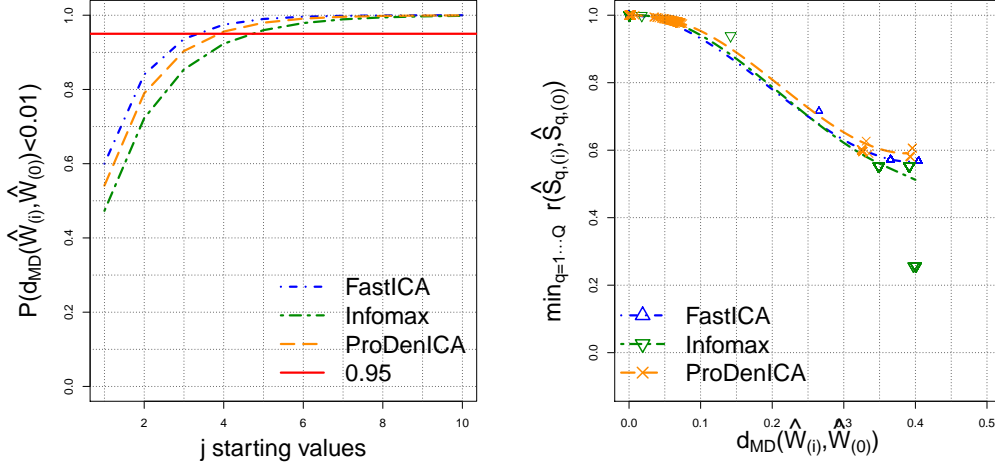 P(d_MD(Ŵ_(i),Ŵ_(0))<0.01)
1.0
0.8
0.6
0.4
0.2
0.0
FastICA
Infomax
ProDenICA
0.95
2 4 6 8 10
j starting values
min_q=1⋯Q r(Ŝ_q,(i),Ŝ_q,(0))
1.0
0.8
0.6
0.4
0.2
0.0
FastICA
Infomax
ProDenICA
0.0 0.1 0.2 0.3 0.4 0.5
d_MD(Ŵ_(i),Ŵ_(0))